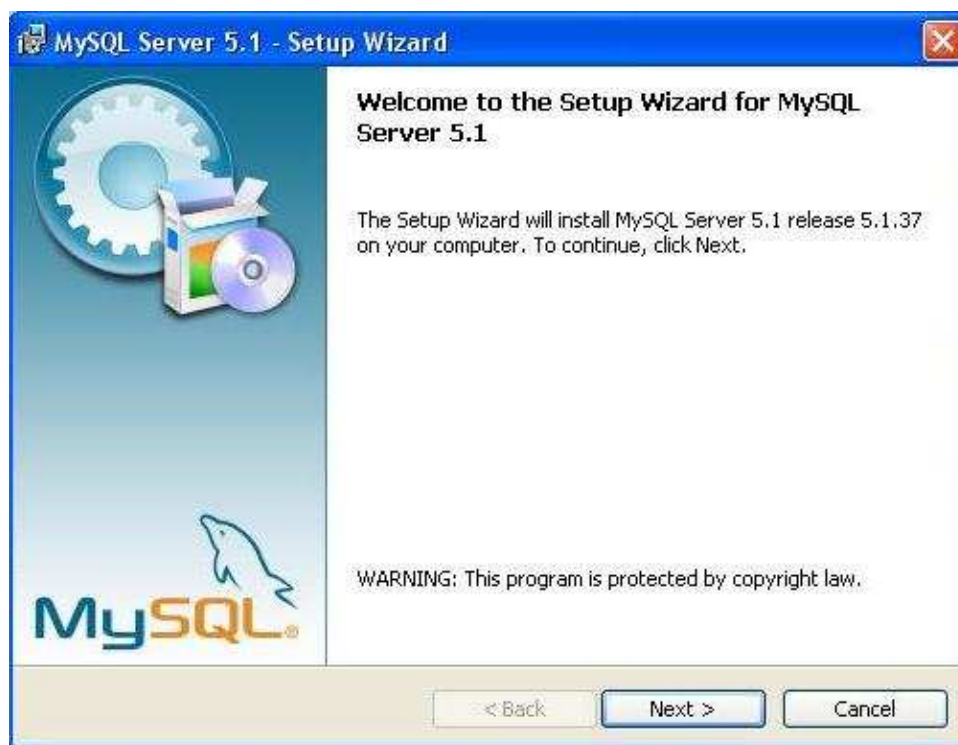 MySQL Server 5.1 - Setup Wizard
Welcome to the Setup Wizard for MySQL
Server 5.1
The Setup Wizard will install MySQL Server 5.1 release 5.1.37
on your computer. To continue, click Next.
WARNING: This program is protected by copyright law.
MySQL®
< Back Next > Cancel